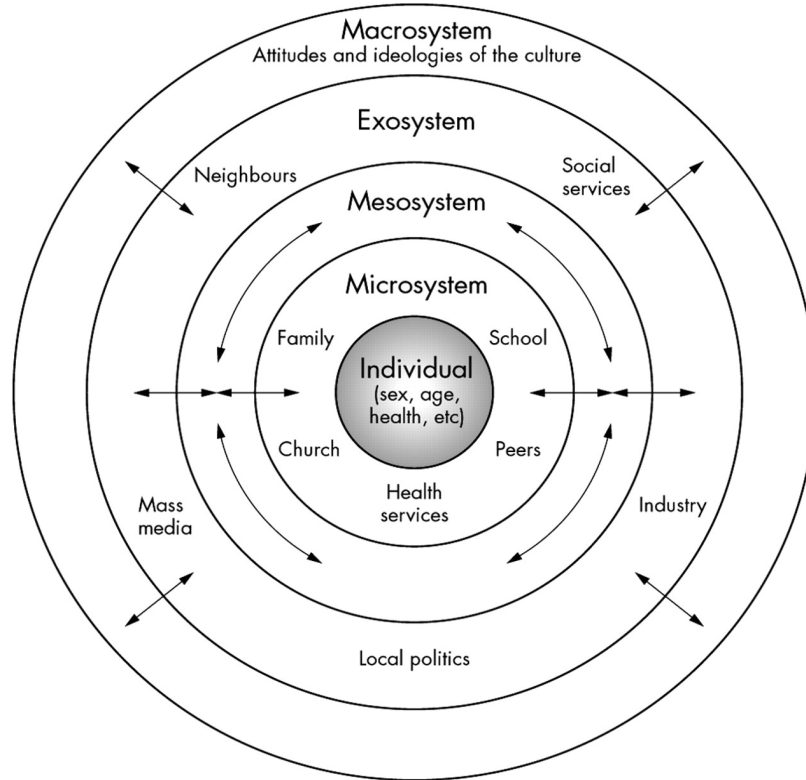 Macrosystem
Attitudes and ideologies of the culture
Exosystem
Neighbours
Social
services
Mesosystem
Microsystem
Family
School
Individual
(sex, age,
health, etc)
Church
Peers
Health
services
Mass
media
Industry
Local politics